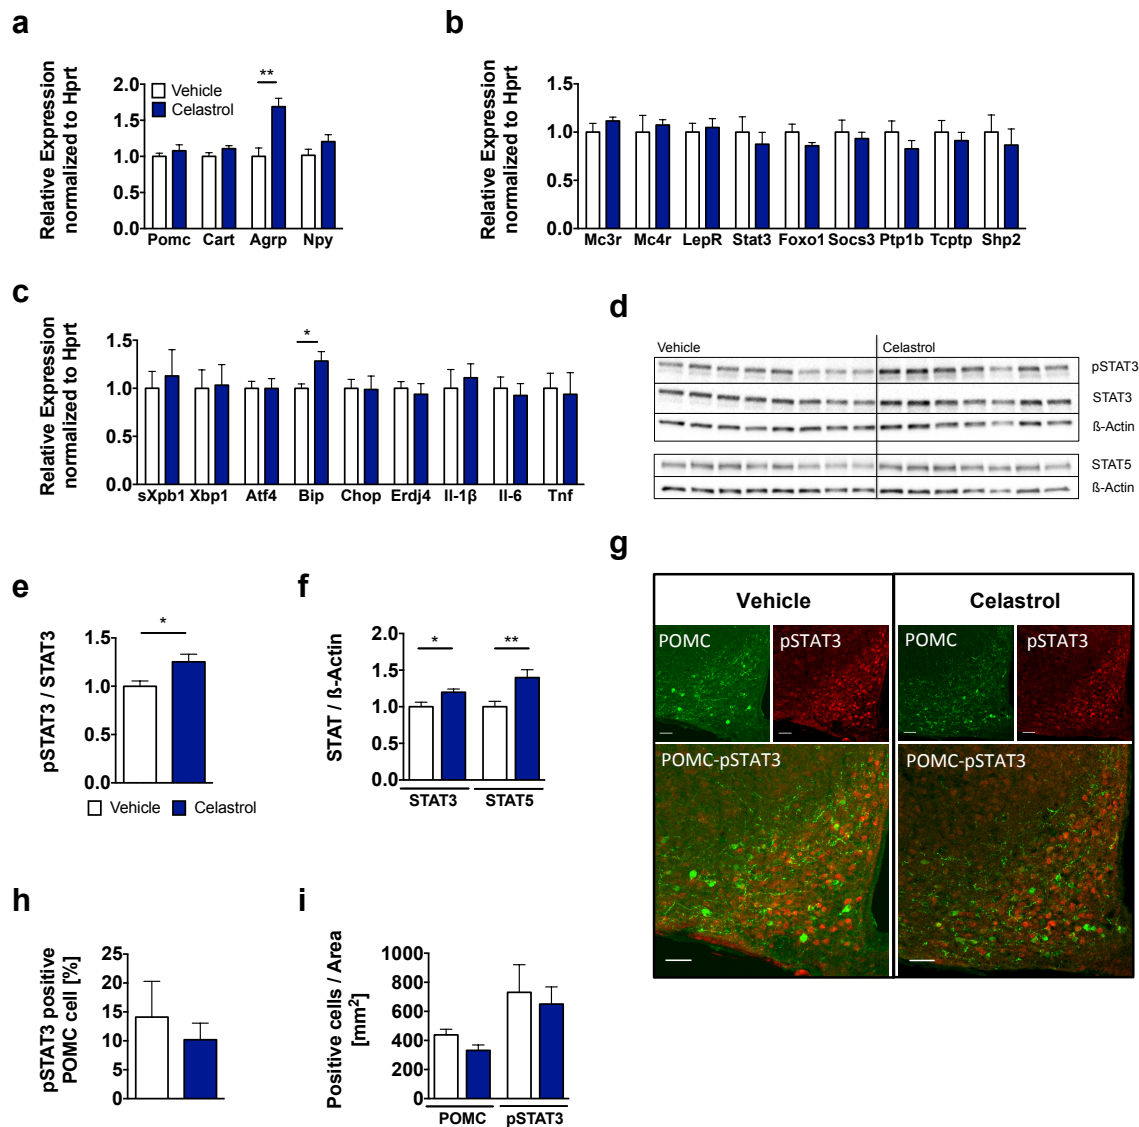 a
Relative Expression
normalized to Hprt
2.0
1.5
1.0
0.5
0.0
Vehicle
Celastrol
**
Pomc Cart Agrp Npy
b
Relative Expression
normalized to Hprt
1.5
1.0
0.5
0.0
Mc3r Mc4r LepR Stat3 Foxo1 Socs3 Ptp1b Tcptp Shp2
c
Relative Expression
normalized to Hprt
1.5
1.0
0.5
0.0
*
sXpb1 Xbp1 Atf4 Bip Chop Erdj4 Il-1β Il-6 Tnf
d
Vehicle Celastrol
pSTAT3
STAT3
ß-Actin
STAT5
ß-Actin
e
pSTAT3 / STAT3
1.5
1.0
0.5
0.0
*
Vehicle Celastrol
f
STAT / ß-Actin
2.0
1.5
1.0
0.5
0.0
* **
STAT3 STAT5
g
Vehicle Celastrol
POMC pSTAT3 POMC pSTAT3
POMC-pSTAT3 POMC-pSTAT3
h
pSTAT3 positive
POMC cell [%]
25
20
15
10
5
0
i
Positive cells / Area
[mm²]
1000
800
600
400
200
0
POMC pSTAT3